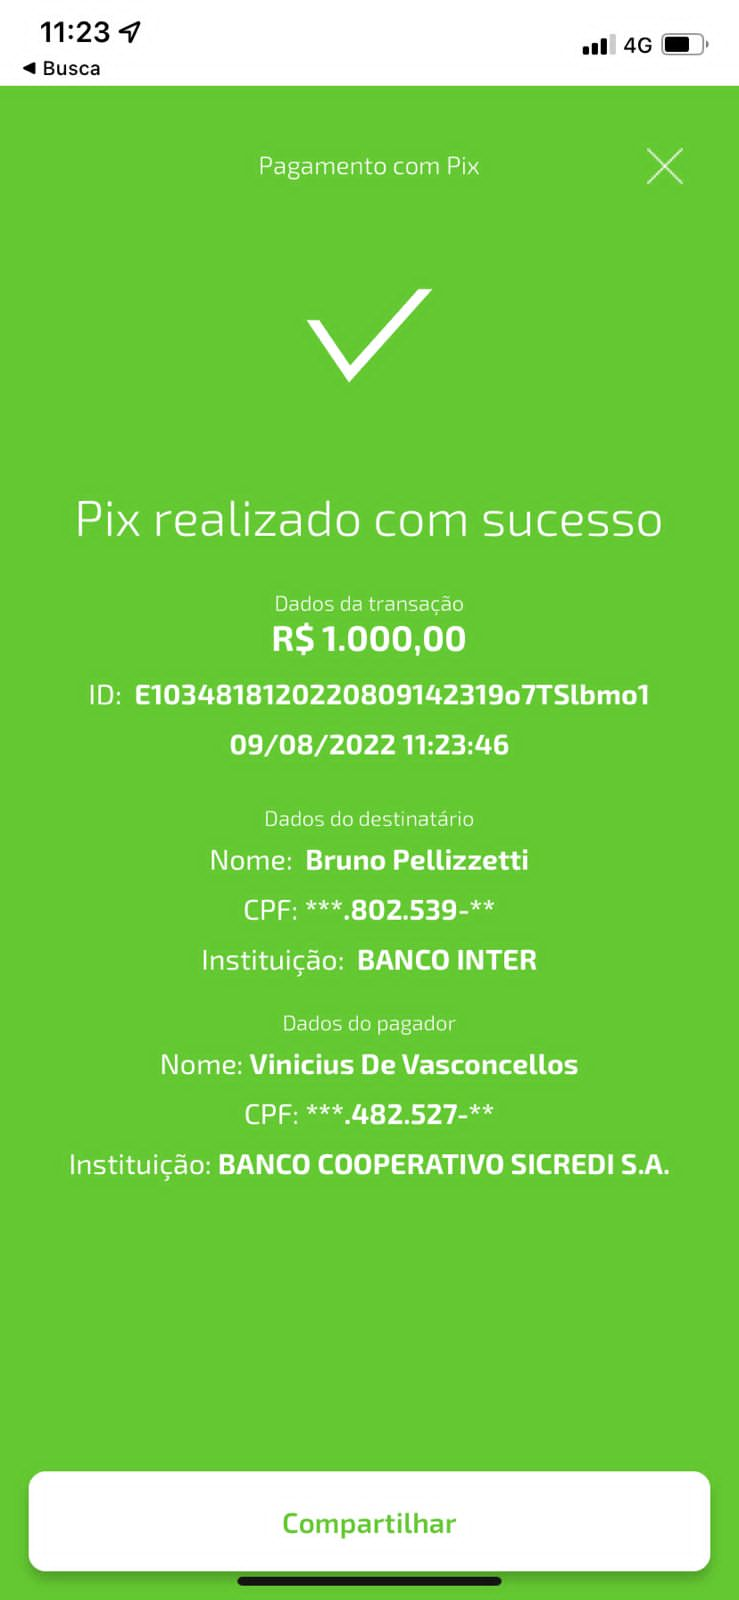 11:23
4G
◀ Busca
Pagamento com Pix
Pix realizado com sucesso
Dados da transação
R$ 1.000,00
ID: E1034818120220809142319o7TSlbmo1
09/08/2022 11:23:46
Dados do destinatário
Nome: Bruno Pellizzetti
CPF: ***.802.539-**
Instituição: BANCO INTER
Dados do pagador
Nome: Vinicius De Vasconcellos
CPF: ***.482.527-**
Instituição: BANCO COOPERATIVO SICREDI S.A.
Compartilhar